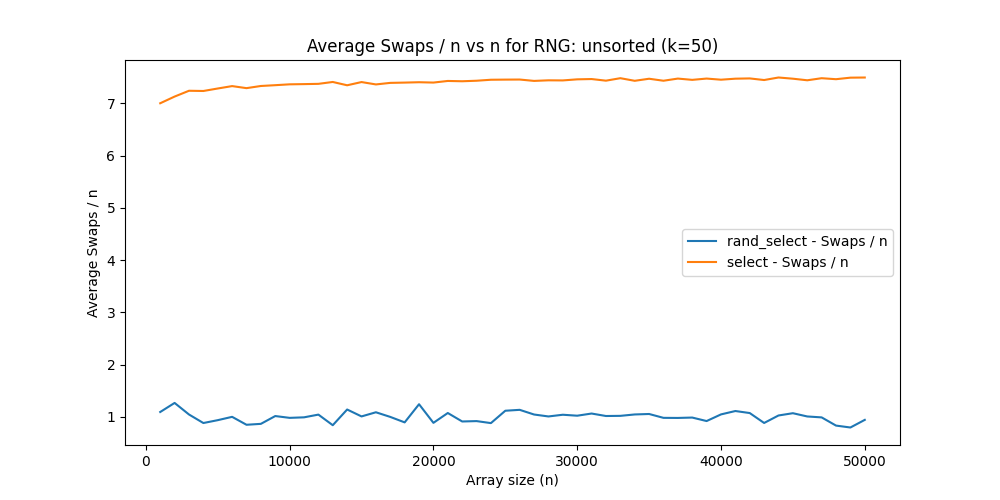 Average Swaps / n vs n for RNG: unsorted (k=50)
Average Swaps / n
7
6
5
4
3
2
1
rand_select - Swaps / n
select - Swaps / n
0
10000
20000
30000
40000
50000
Array size (n)